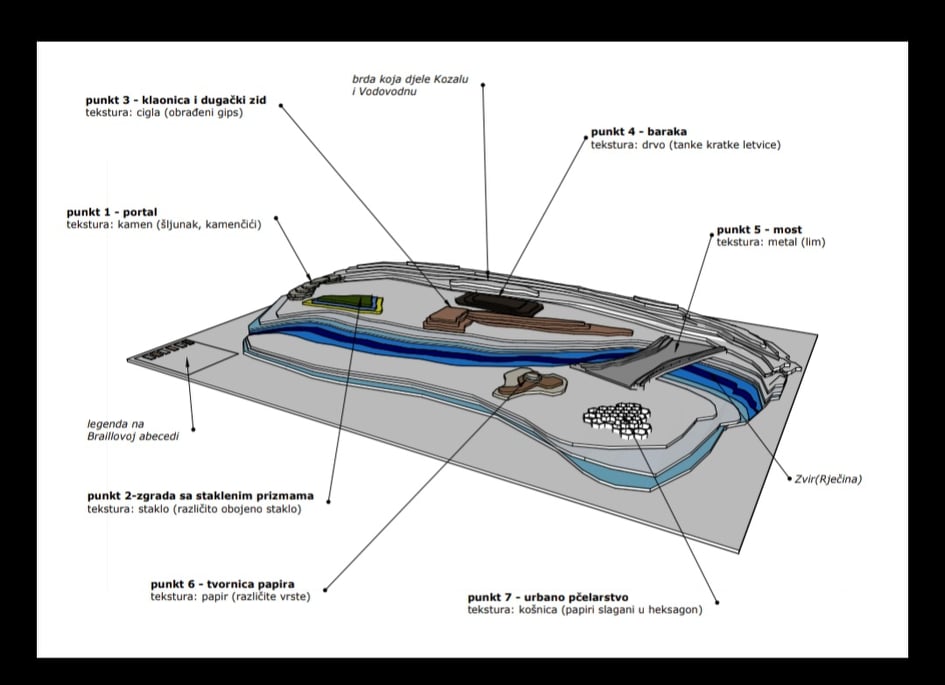 brda koja djele Kozalu
i Vodovodnu
punkt 3 - klaonica i dugački zid
tekstura: cigla (obrađeni gips)
punkt 4 - baraka
tekstura: drvo (tanke kratke letvice)
punkt 1 - portal
tekstura: kamen (šljunak, kamenčići)
punkt 5 - most
tekstura: metal (lim)
legenda na
Braillovoj abecedi
Zvir(Rječina)
punkt 2-zgrada sa staklenim prizmama
tekstura: staklo (različito obojeno staklo)
punkt 6 - tvornica papira
tekstura: papir (različite vrste)
punkt 7 - urbano pčelarstvo
tekstura: košnica (papiri slagani u heksagon)